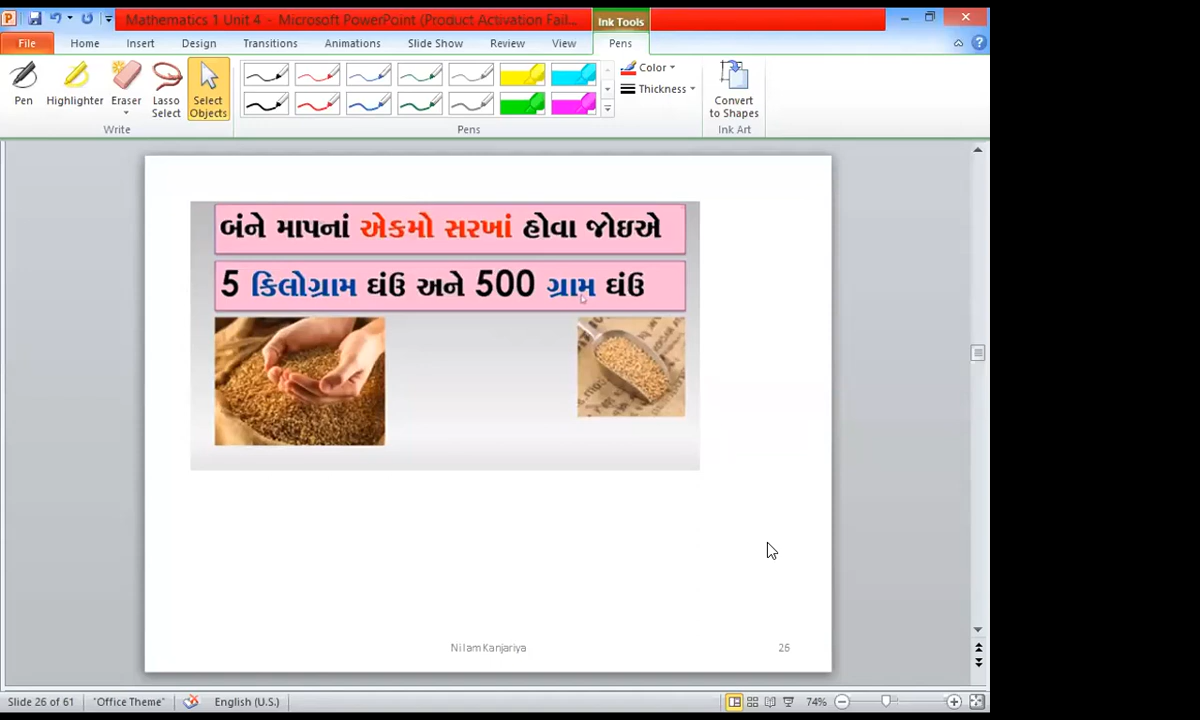 Mathematics 1 Unit 4 - Microsoft PowerPoint (Product Activation Fail...
Ink Tools
File Home Insert Design Transitions Animations Slide Show Review View Pens
Pen Highlighter Eraser Lasso Select Select Objects
Color
Thickness
Convert to Shapes
Write Pens Ink Art
બંને માપનાં એકમો સરખાં હોવા જોઇએ
5 કિલોગ્રામ ઘંઉ અને 500 ગ્રામ ઘંઉ
Nilam Kanjariya 26
Slide 26 of 61 "Office Theme" English (U.S.) 74%